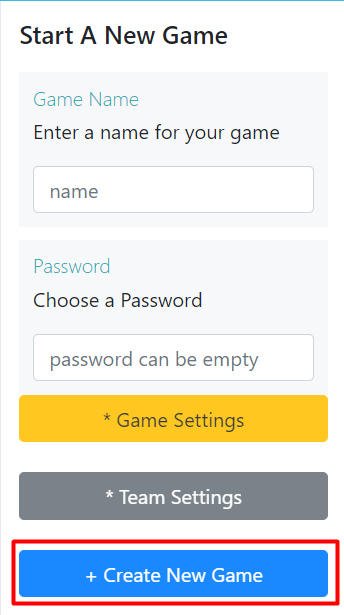 Start A New Game
Game Name
Enter a name for your game
name
Password
Choose a Password
password can be empty
* Game Settings
* Team Settings
+ Create New Game